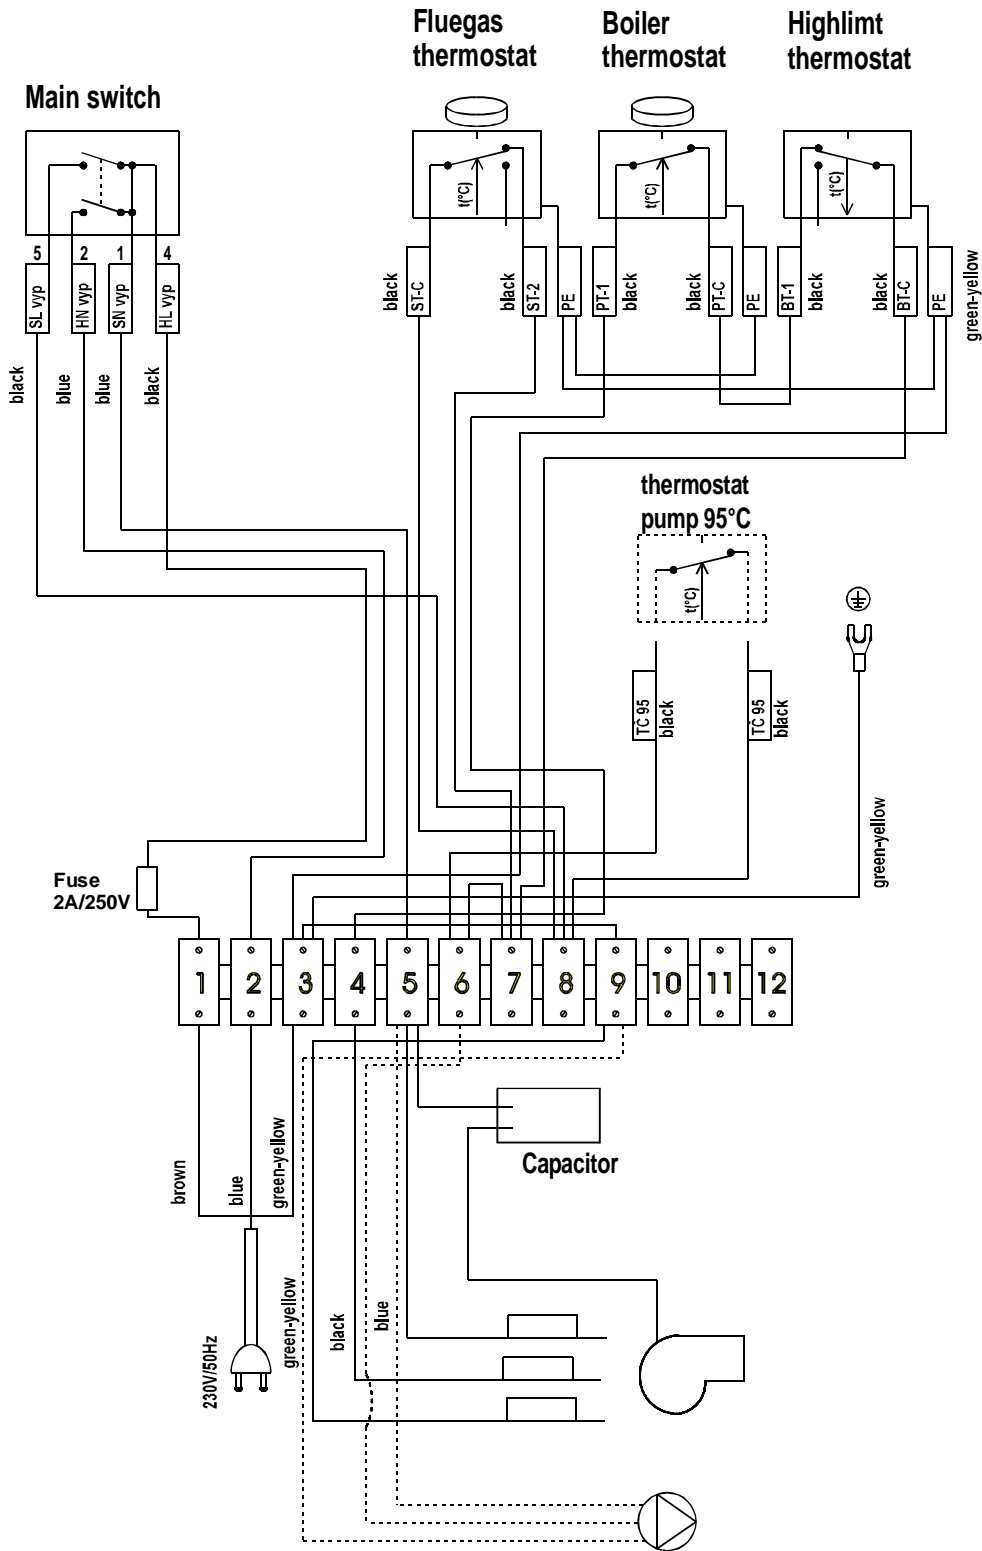 Fluegas
thermostat
Boiler
thermostat
Highlimt
thermostat
Main switch
t(°C)
t(°C)
t(°C)
5
2
1
4
SL vyp
HN vyp
SN vyp
HL vyp
black
blue
blue
black
black
ST-C
black
ST-2
PE
PT-1
black
black
PT-C
PE
BT-1
black
black
BT-C
PE
green-yellow
thermostat
pump 95°C
t(°C)
TČ 95
black
TČ 95
black
green-yellow
Fuse
2A/250V
1
2
3
4
5
6
7
8
9
10
11
12
brown
blue
green-yellow
Capacitor
230V/50Hz
green-yellow
black
blue